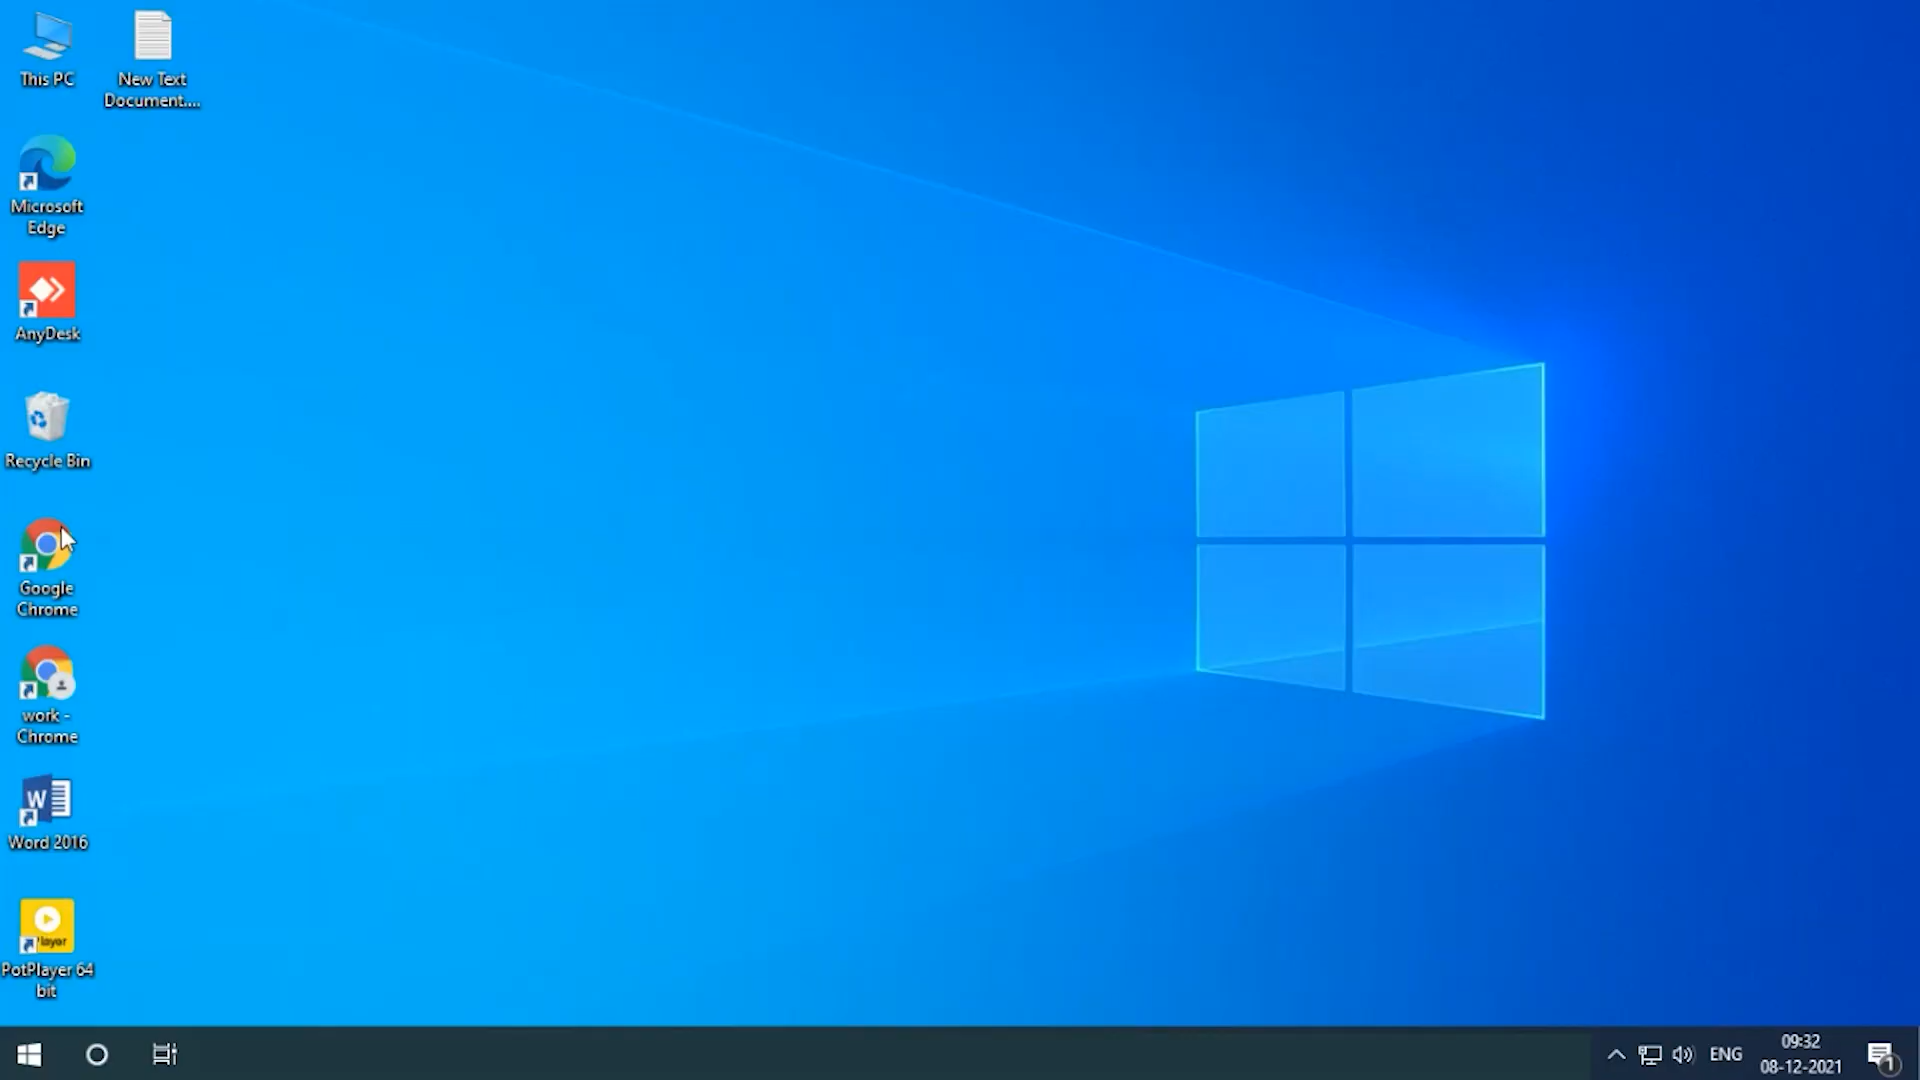 This PC
New Text
Document....
Microsoft
Edge
AnyDesk
Recycle Bin
Google
Chrome
work -
Chrome
W
Word 2016
PotPlayer 64
bit
ENG
09:32
08-12-2021
1